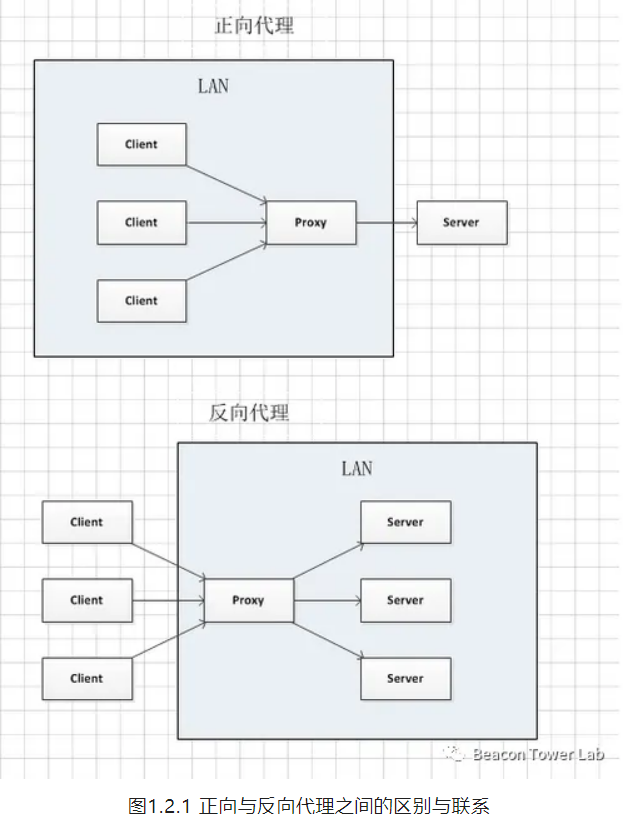 正向代理
LAN
Client
Client
Proxy
Server
Client
反向代理
LAN
Client
Server
Client
Proxy
Server
Client
Server
Beacon Tower Lab
图1.2.1 正向与反向代理之间的区别与联系